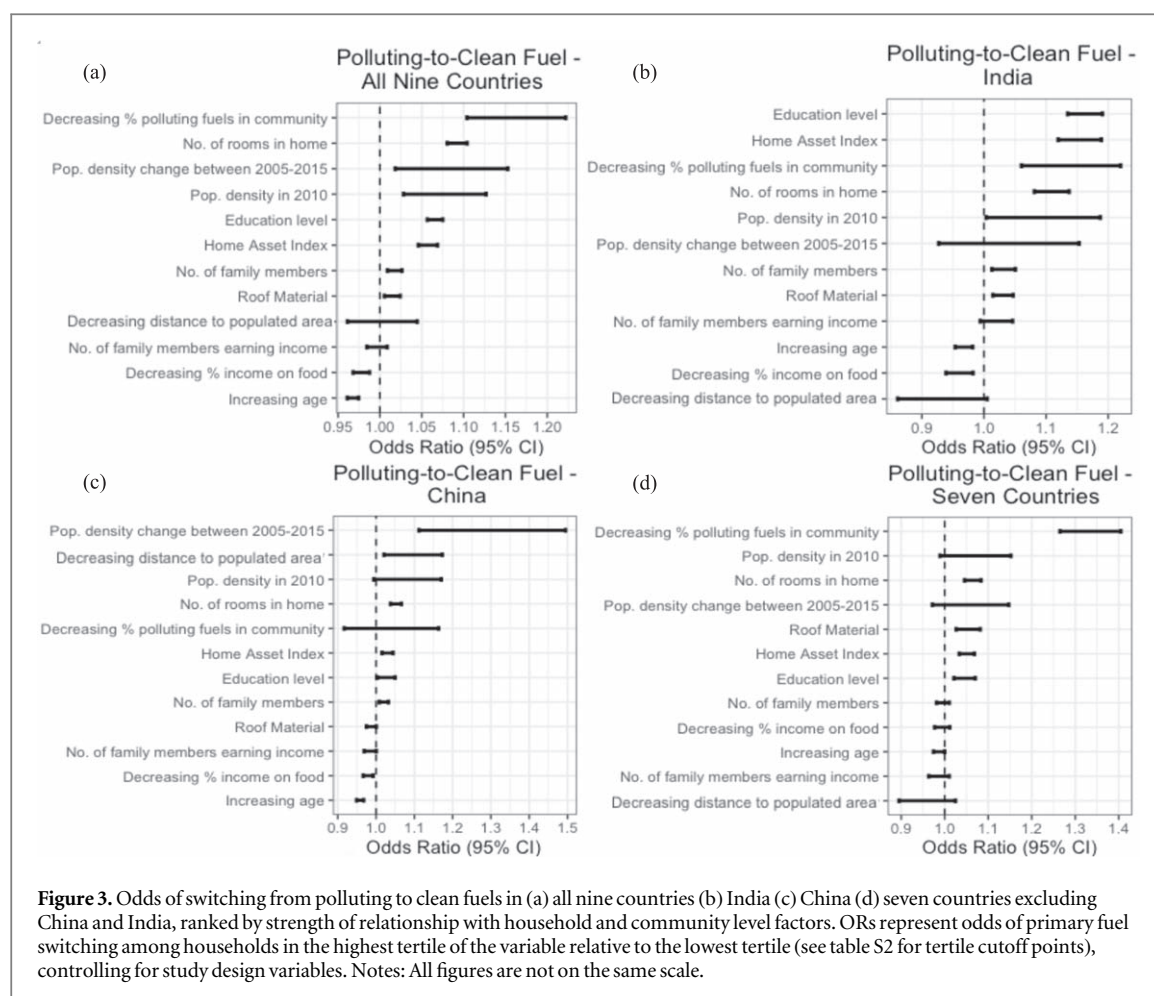 (a)
Polluting-to-Clean Fuel -
All Nine Countries
Decreasing % polluting fuels in community
No. of rooms in home
Pop. density change between 2005-2015
Pop. density in 2010
Education level
Home Asset Index
No. of family members
Roof Material
Decreasing distance to populated area
No. of family members earning income
Decreasing % income on food
Increasing age
0.95 1.00 1.05 1.10 1.15 1.20
Odds Ratio (95% CI)
(b)
Polluting-to-Clean Fuel -
India
Education level
Home Asset Index
Decreasing % polluting fuels in community
No. of rooms in home
Pop. density in 2010
Pop. density change between 2005-2015
No. of family members
Roof Material
No. of family members earning income
Increasing age
Decreasing % income on food
Decreasing distance to populated area
0.9 1.0 1.1 1.2
Odds Ratio (95% CI)
(c)
Polluting-to-Clean Fuel -
China
Pop. density change between 2005-2015
Decreasing distance to populated area
Pop. density in 2010
No. of rooms in home
Decreasing % polluting fuels in community
Home Asset Index
Education level
No. of family members
Roof Material
No. of family members earning income
Decreasing % income on food
Increasing age
0.9 1.0 1.1 1.2 1.3 1.4 1.5
Odds Ratio (95% CI)
(d)
Polluting-to-Clean Fuel -
Seven Countries
Decreasing % polluting fuels in community
Pop. density in 2010
No. of rooms in home
Pop. density change between 2005-2015
Roof Material
Home Asset Index
Education level
No. of family members
Decreasing % income on food
Increasing age
No. of family members earning income
Decreasing distance to populated area
0.9 1.0 1.1 1.2 1.3 1.4
Odds Ratio (95% CI)
Figure 3. Odds of switching from polluting to clean fuels in (a) all nine countries (b) India (c) China (d) seven countries excluding
China and India, ranked by strength of relationship with household and community level factors. ORs represent odds of primary fuel
switching among households in the highest tertile of the variable relative to the lowest tertile (see table S2 for tertile cutoff points),
controlling for study design variables. Notes: All figures are not on the same scale.